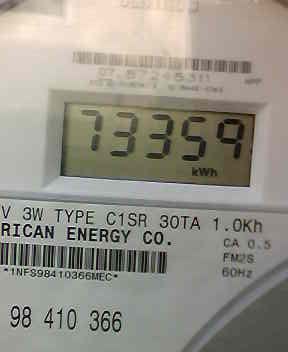 73359
kWh
V 3W TYPE C1SR 30TA 1.0Kh
RICAN ENERGY CO.
CA 0.5
FM2S
60Hz
*1NFS98410366MEC*
98 410 366